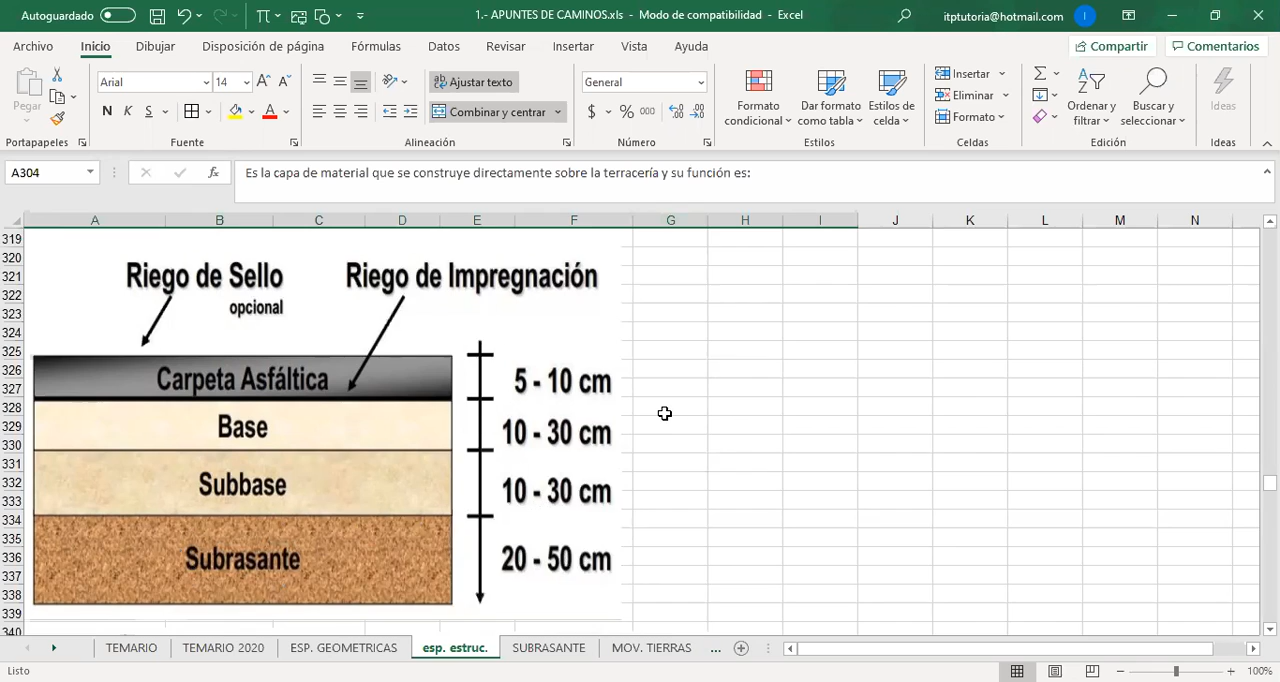 Autoguardado
1.- APUNTES DE CAMINOS.xls - Modo de compatibilidad - Excel
itptutoria@hotmail.com
I
Archivo Inicio Dibujar Disposición de página Fórmulas Datos Revisar Insertar Vista Ayuda
Compartir Comentarios
Pegar
Arial 14
N K S
Ajustar texto
Combinar y centrar
General
$ % 000
Formato condicional
Dar formato como tabla
Estilos de celda
Insertar
Eliminar
Formato
Ordenar y filtrar
Buscar y seleccionar
Ideas
Portapapeles Fuente Alineación Número Estilos Celdas Edición Ideas
A304
fx
Es la capa de material que se construye directamente sobre la terracería y su función es:
A B C D E F G H I J K L M N
319
320
321
322
323
324
325
326
327
328
329
330
331
332
333
334
335
336
337
338
339
340
Riego de Sello
opcional
Riego de Impregnación
Carpeta Asfáltica 5 - 10 cm
Base 10 - 30 cm
Subbase 10 - 30 cm
Subrasante 20 - 50 cm
TEMARIO TEMARIO 2020 ESP. GEOMETRICAS esp. estruc. SUBRASANTE MOV. TIERRAS ...
Listo
100%